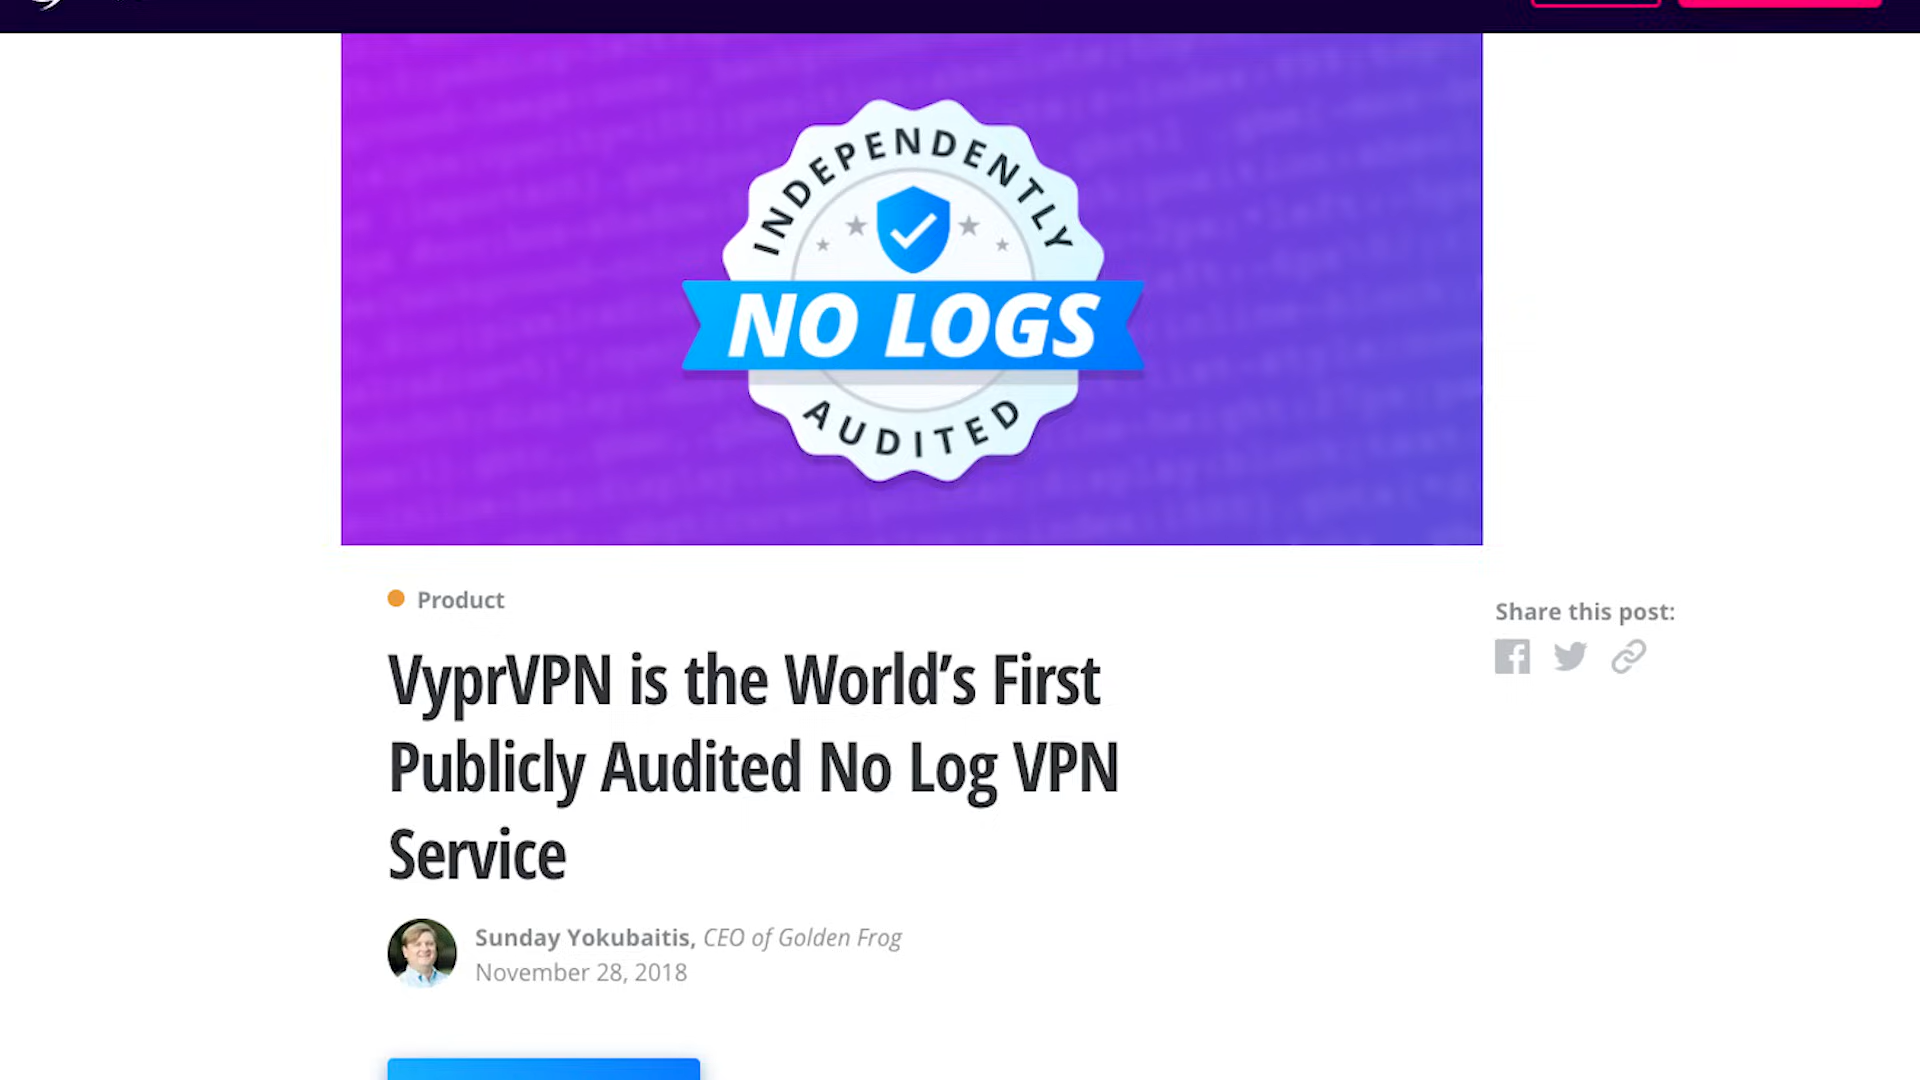 INDEPENDENTLY
NO LOGS
AUDITED
Product
Share this post:
VyprVPN is the World’s First
Publicly Audited No Log VPN
Service
Sunday Yokubaitis, CEO of Golden Frog
November 28, 2018